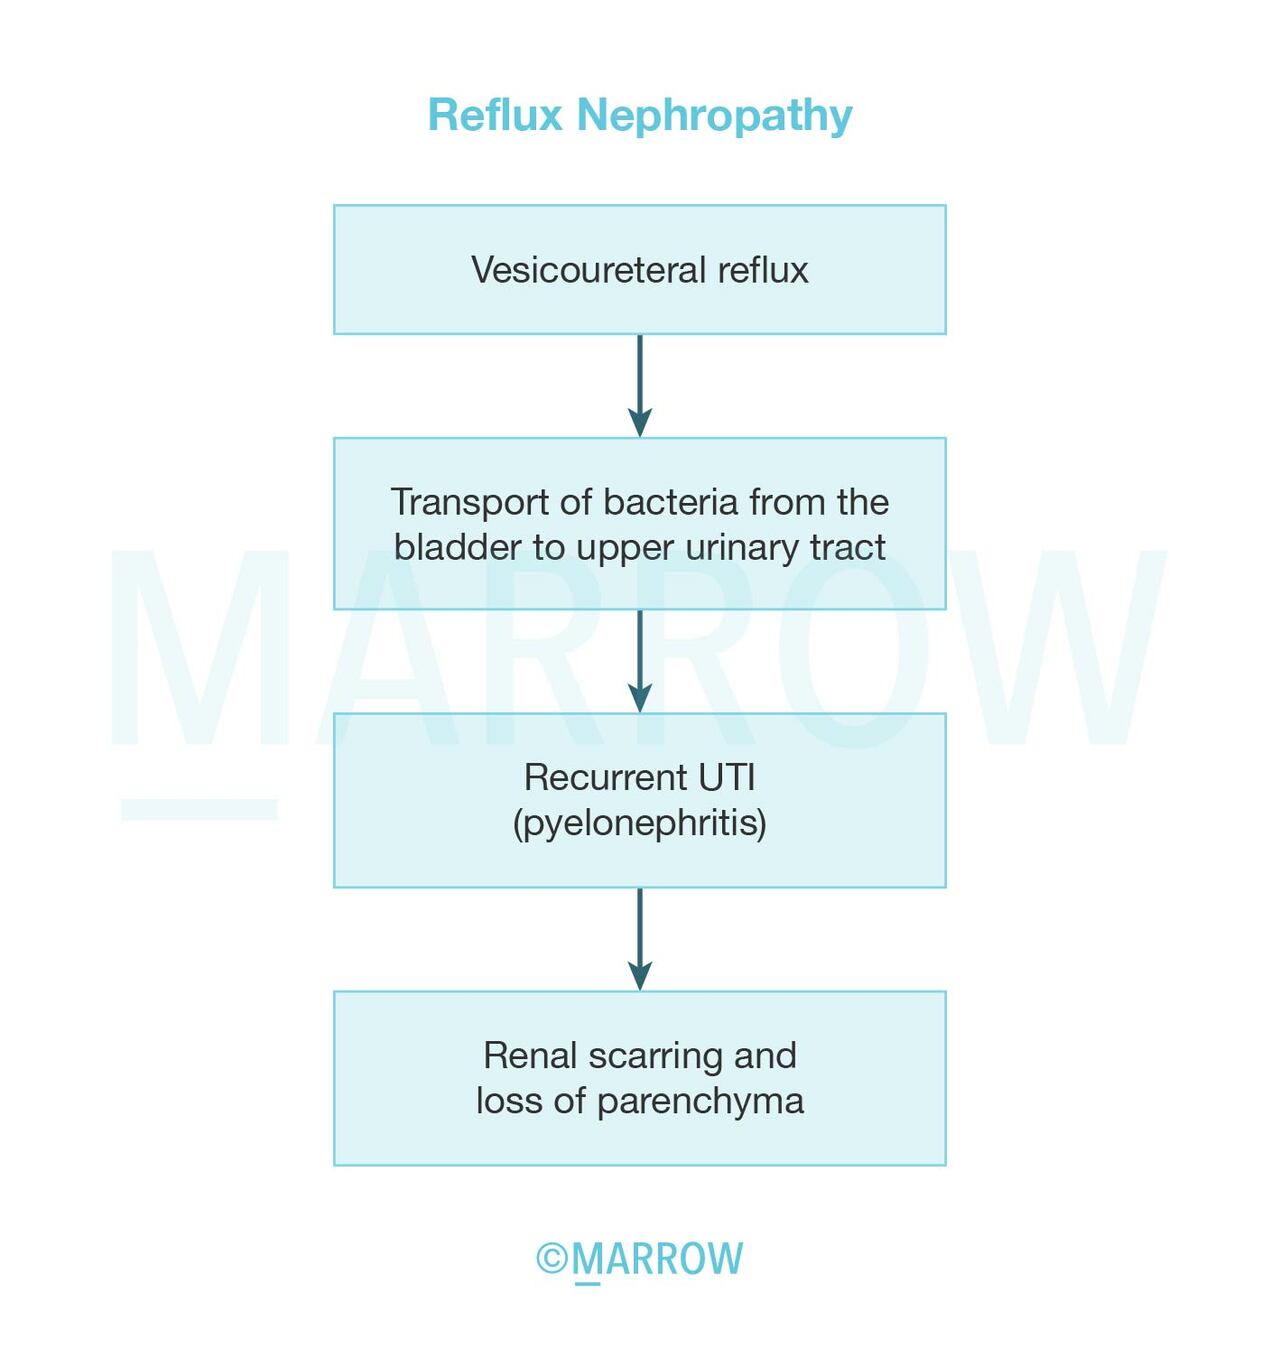 Reflux Nephropathy
Vesicoureteral reflux
Transport of bacteria from the
bladder to upper urinary tract
MARROW
Recurrent UTI
(pyelonephritis)
Renal scarring and
loss of parenchyma
©MARROW